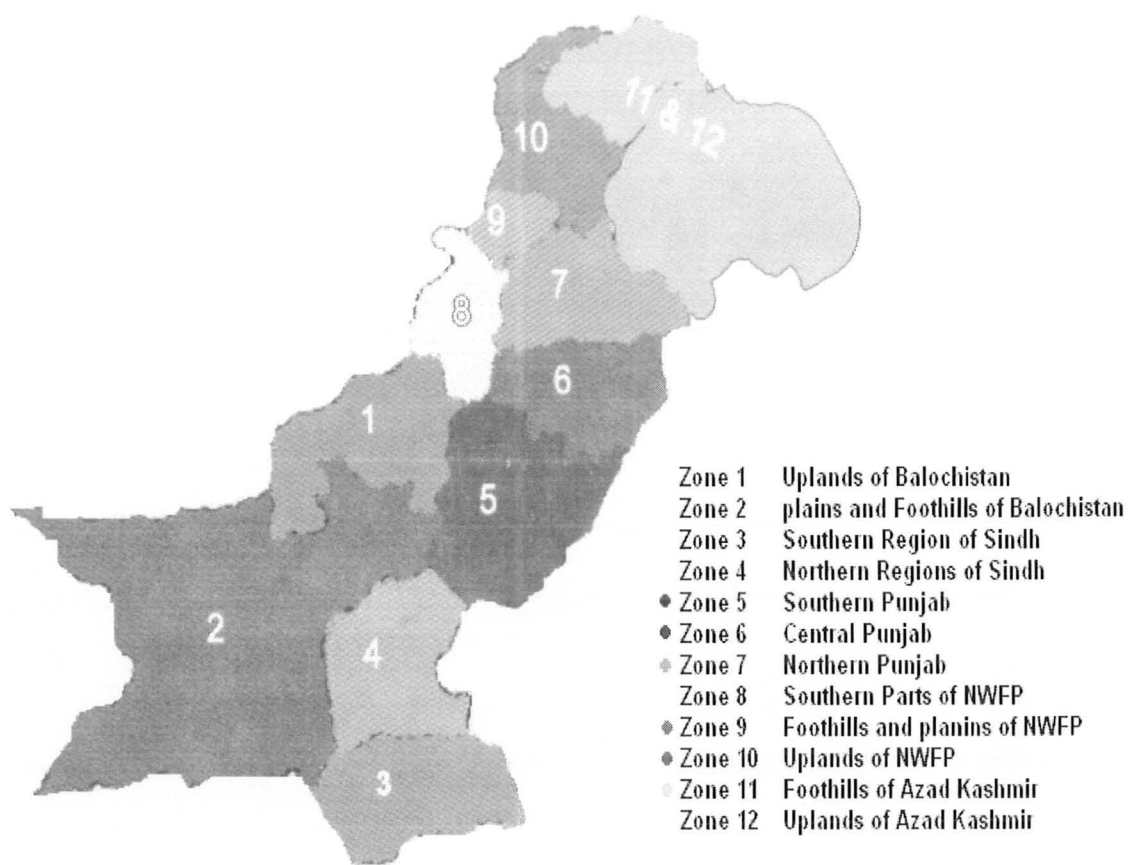 11 & 12
10
9
7
8
6
1
5
2
4
3
Zone 1 Uplands of Balochistan
Zone 2 plains and Foothills of Balochistan
Zone 3 Southern Region of Sindh
Zone 4 Northern Regions of Sindh
Zone 5 Southern Punjab
Zone 6 Central Punjab
Zone 7 Northern Punjab
Zone 8 Southern Parts of NWFP
Zone 9 Foothills and planins of NWFP
Zone 10 Uplands of NWFP
Zone 11 Foothills of Azad Kashmir
Zone 12 Uplands of Azad Kashmir